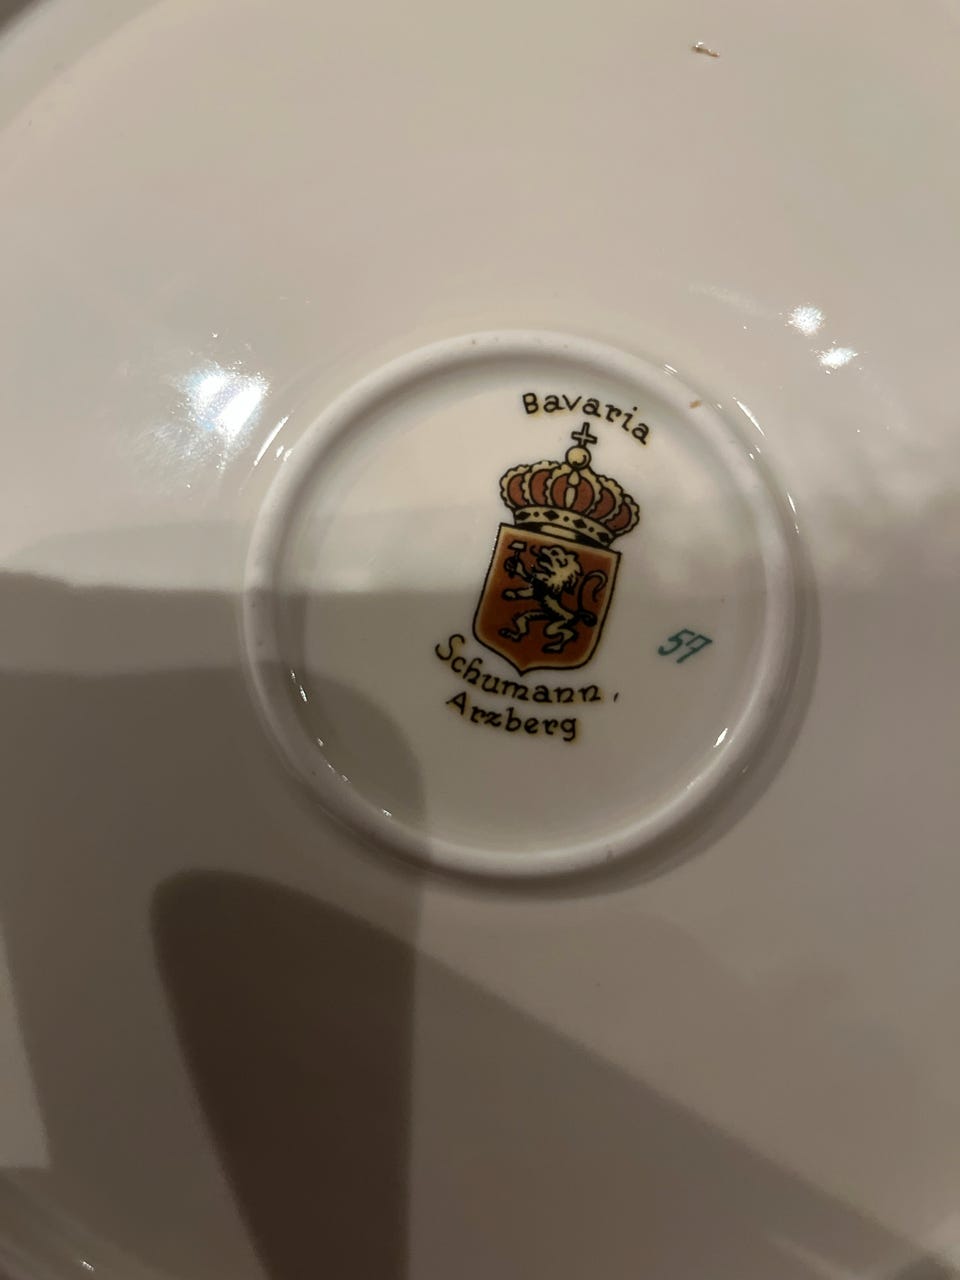 Bavaria
57
Schumann,
Arzberg